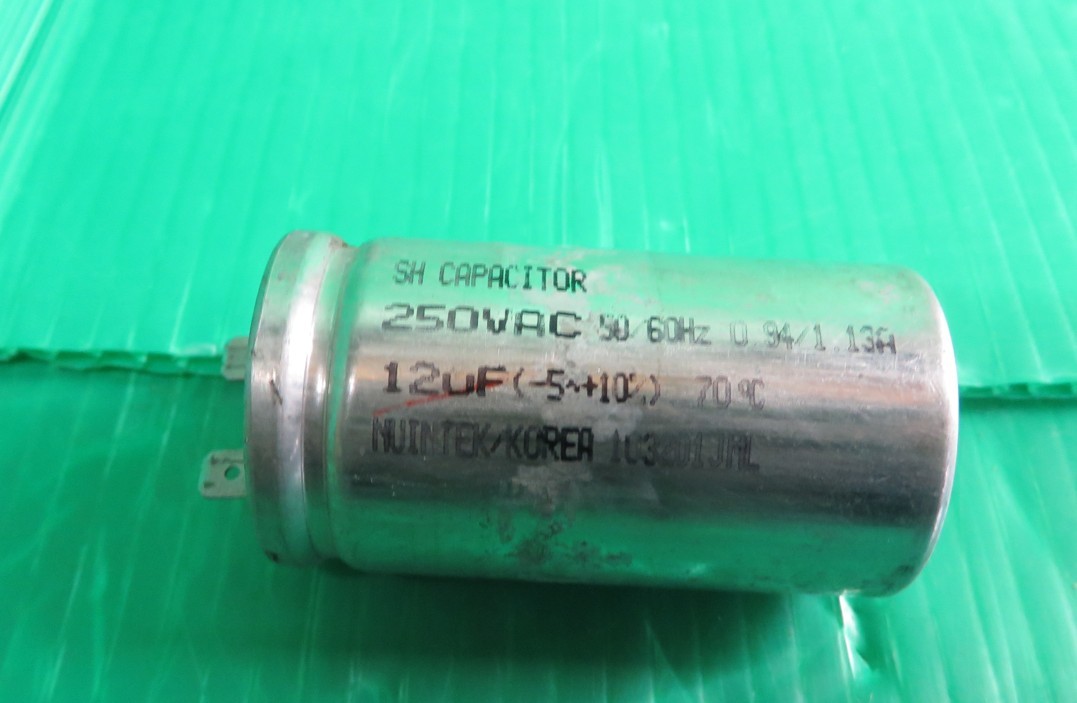 SH CAPACITOR
250VAC 50/60Hz 0.94/1.13A
12uF(-5~+10%) 70℃
NUINTEK/KOREA